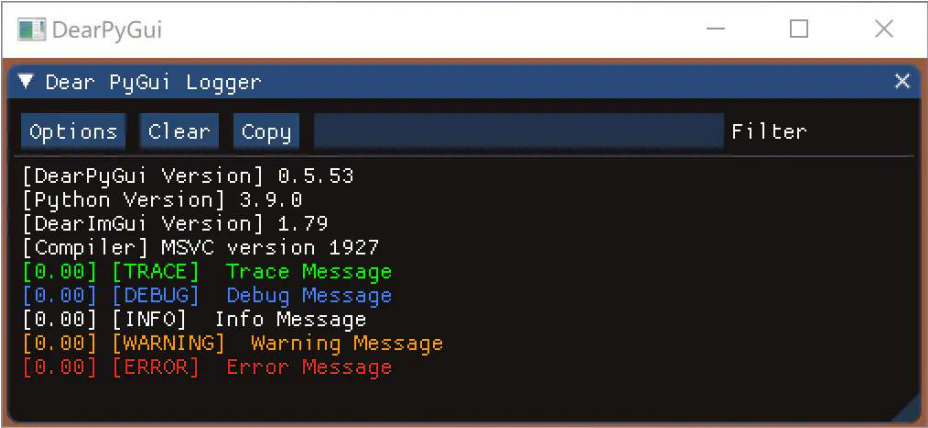 DearPyGui
Dear PyGui Logger
Options Clear Copy Filter
[DearPyGui Version] 0.5.53
[Python Version] 3.9.0
[DearImGui Version] 1.79
[Compiler] MSVC version 1927
[0.00] [TRACE] Trace Message
[0.00] [DEBUG] Debug Message
[0.00] [INFO] Info Message
[0.00] [WARNING] Warning Message
[0.00] [ERROR] Error Message